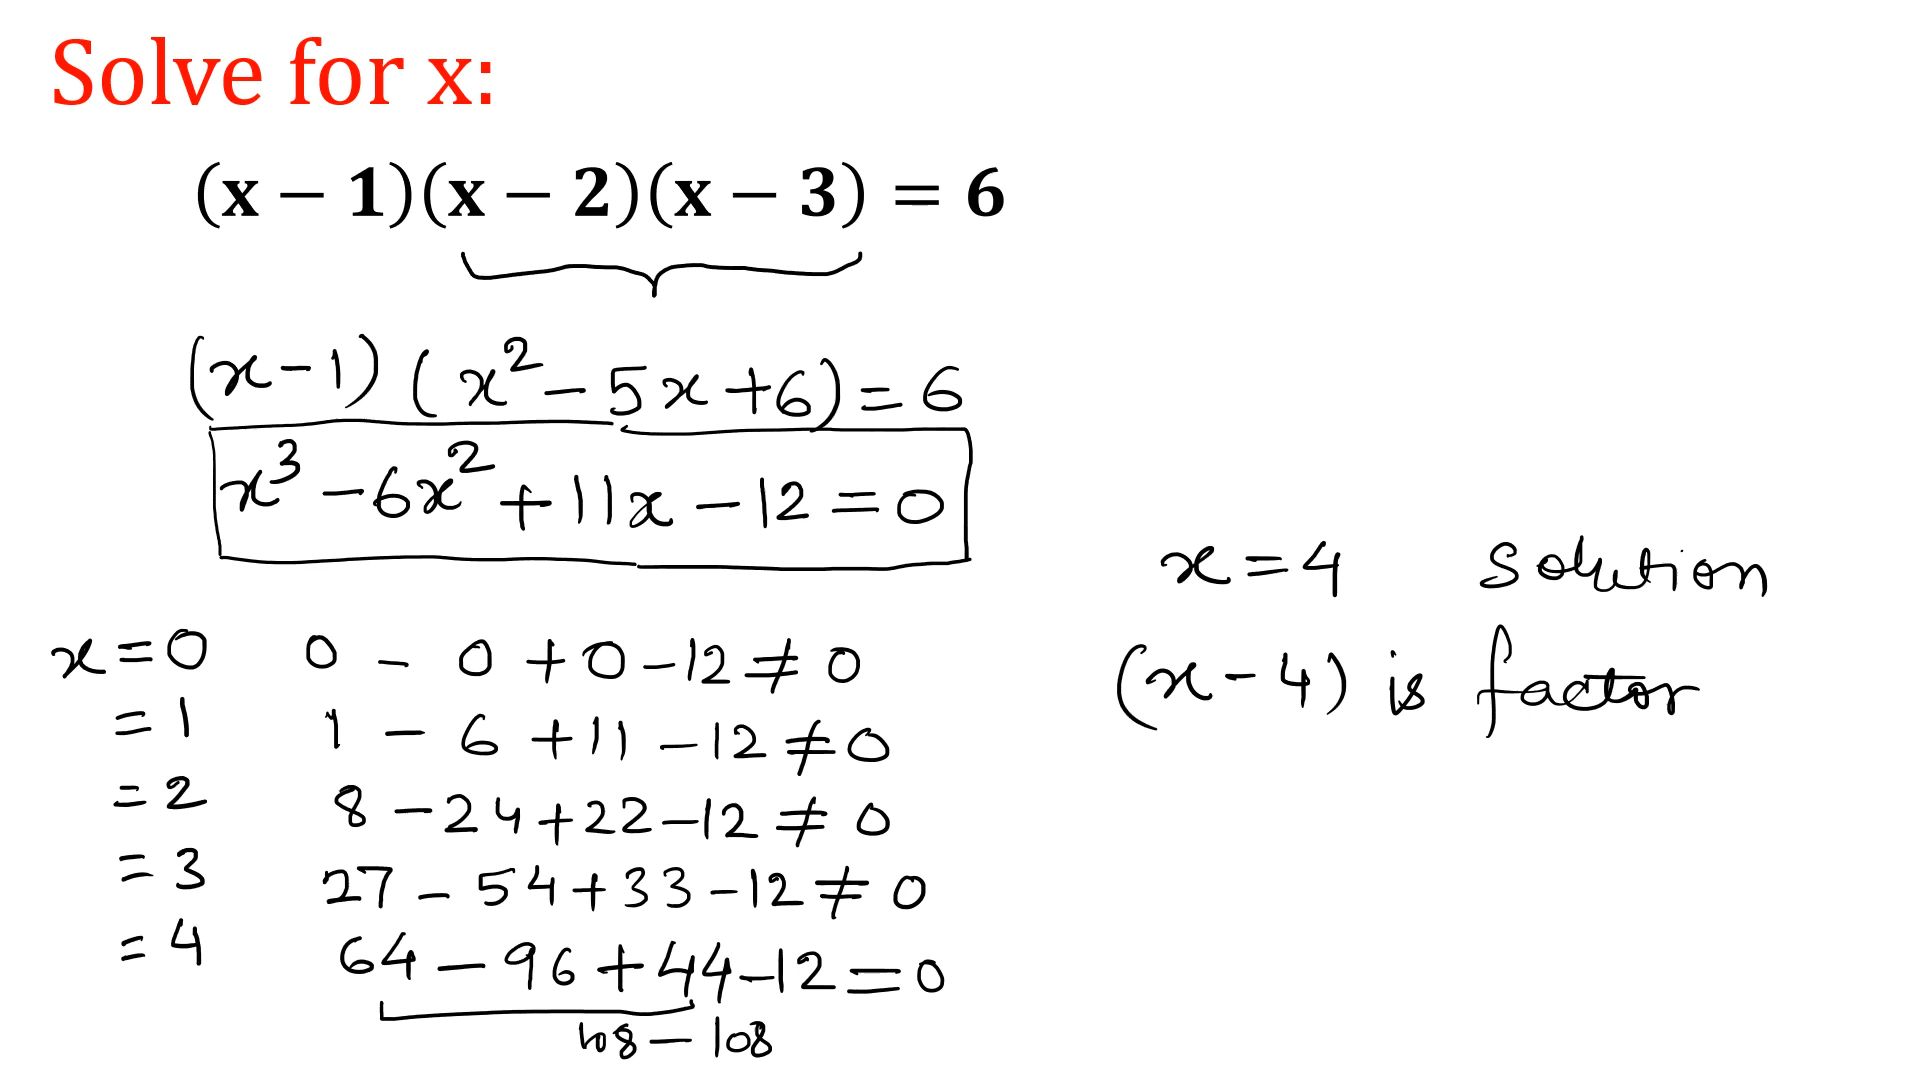 Solve for x:
(x − 1)(x − 2)(x − 3) = 6
(x-1) (x² - 5x + 6) = 6
x³ - 6x² + 11x - 12 = 0
x = 0 0 - 0 + 0 - 12 ≠ 0
= 1 1 - 6 + 11 - 12 ≠ 0
= 2 8 - 24 + 22 - 12 ≠ 0
= 3 27 - 54 + 33 - 12 ≠ 0
= 4 64 - 96 + 44 - 12 = 0
108 - 108
x = 4 solution
(x - 4) is factor